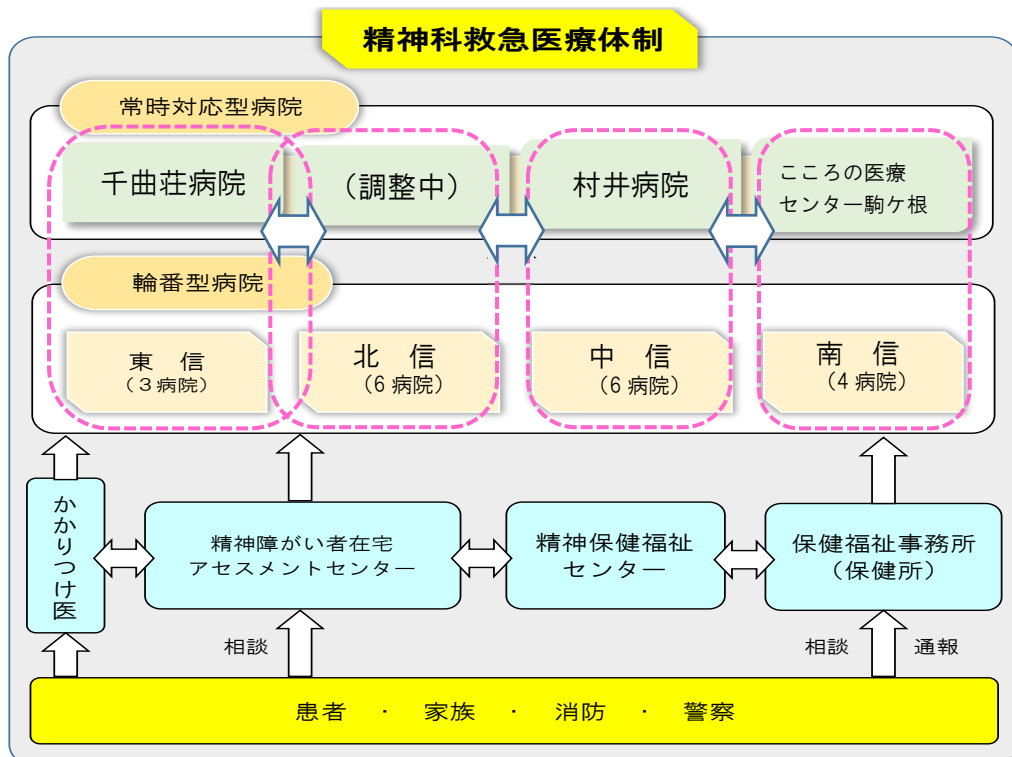 精神科救急医療体制
常時対応型病院
千曲荘病院
(調整中)
村井病院
こころの医療
センター駒ケ根
輪番型病院
東　信
(３病院)
北　信
(6 病院)
中　信
(6 病院)
南　信
(4 病院)
かかりつけ医
精神障がい者在宅
アセスメントセンター
精神保健福祉
センター
保健福祉事務所
(保健所)
相談
相談　通報
患者　・　家族　・　消防　・　警察